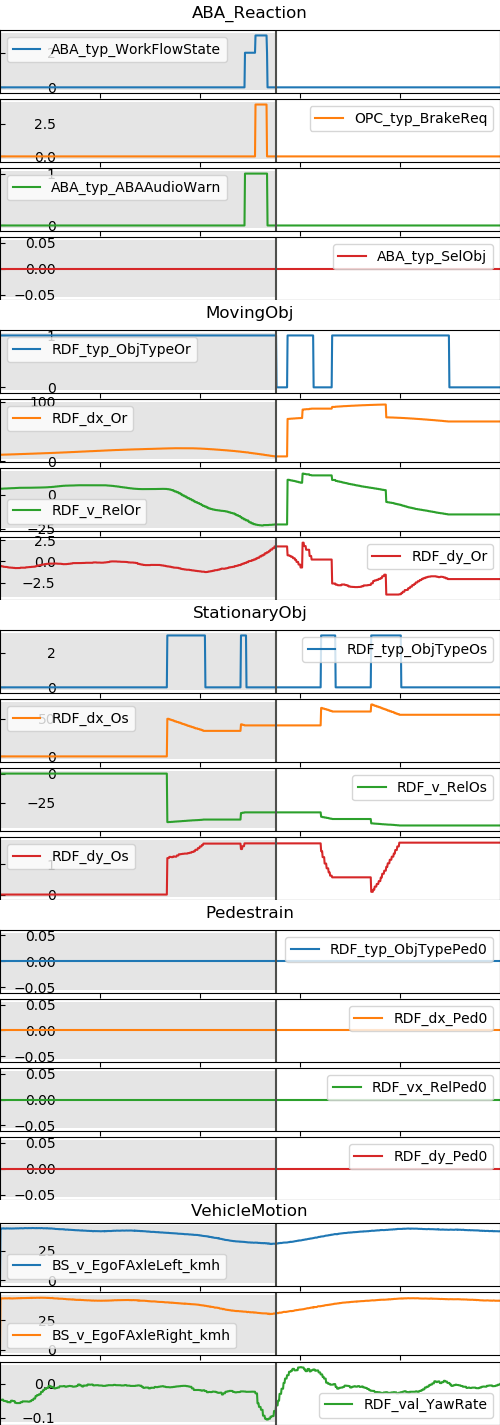 ABA_Reaction
ABA_typ_WorkFlowState
2
0
OPC_typ_BrakeReq
2.5
0.0
ABA_typ_ABAAudioWarn
1
0
ABA_typ_SelObj
0.05
0.00
−0.05
MovingObj
RDF_typ_ObjTypeOr
1
0
RDF_dx_Or
100
0
RDF_v_RelOr
0
−25
RDF_dy_Or
2.5
0.0
−2.5
StationaryObj
RDF_typ_ObjTypeOs
2
0
RDF_dx_Os
50
0
RDF_v_RelOs
0
−25
RDF_dy_Os
1
0
Pedestrain
RDF_typ_ObjTypePed0
0.05
0.00
−0.05
RDF_dx_Ped0
0.05
0.00
−0.05
RDF_vx_RelPed0
0.05
0.00
−0.05
RDF_dy_Ped0
0.05
0.00
−0.05
VehicleMotion
BS_v_EgoFAxleLeft_kmh
25
0
BS_v_EgoFAxleRight_kmh
25
0
RDF_val_YawRate
0.0
−0.1